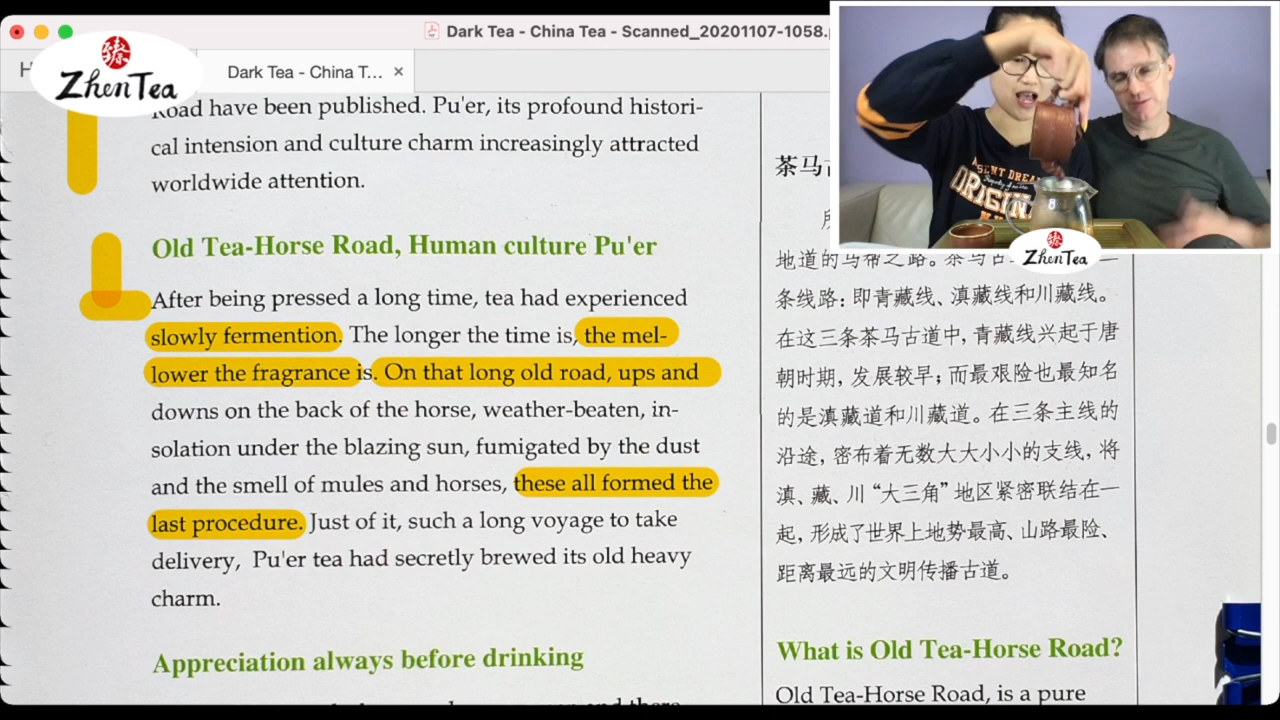 Dark Tea - China Tea - Scanned_20201107-1058.p
H
Dark Tea - China T... ×
臻茶
ZhenTea
Road have been published. Pu'er, its profound histori-
cal intension and culture charm increasingly attracted
worldwide attention.
Old Tea-Horse Road, Human culture Pu'er
After being pressed a long time, tea had experienced
slowly fermention. The longer the time is, the mel-
lower the fragrance is. On that long old road, ups and
downs on the back of the horse, weather-beaten, in-
solation under the blazing sun, fumigated by the dust
and the smell of mules and horses, these all formed the
last procedure. Just of it, such a long voyage to take
delivery, Pu'er tea had secretly brewed its old heavy
charm.
Appreciation always before drinking
茶马
地道的马帮之路。茶马古
条线路：即青藏线、滇藏线和川藏线。
在这三条茶马古道中，青藏线兴起于唐
朝时期，发展较早；而最艰险也最知名
的是滇藏道和川藏道。在三条主线的
沿途，密布着无数大大小小的支线，将
滇、藏、川“大三角”地区紧密联结在一
起，形成了世界上地势最高、山路最险、
距离最远的文明传播古道。
What is Old Tea-Horse Road?
Old Tea-Horse Road, is a pure
ORIGIN
ZhenTea